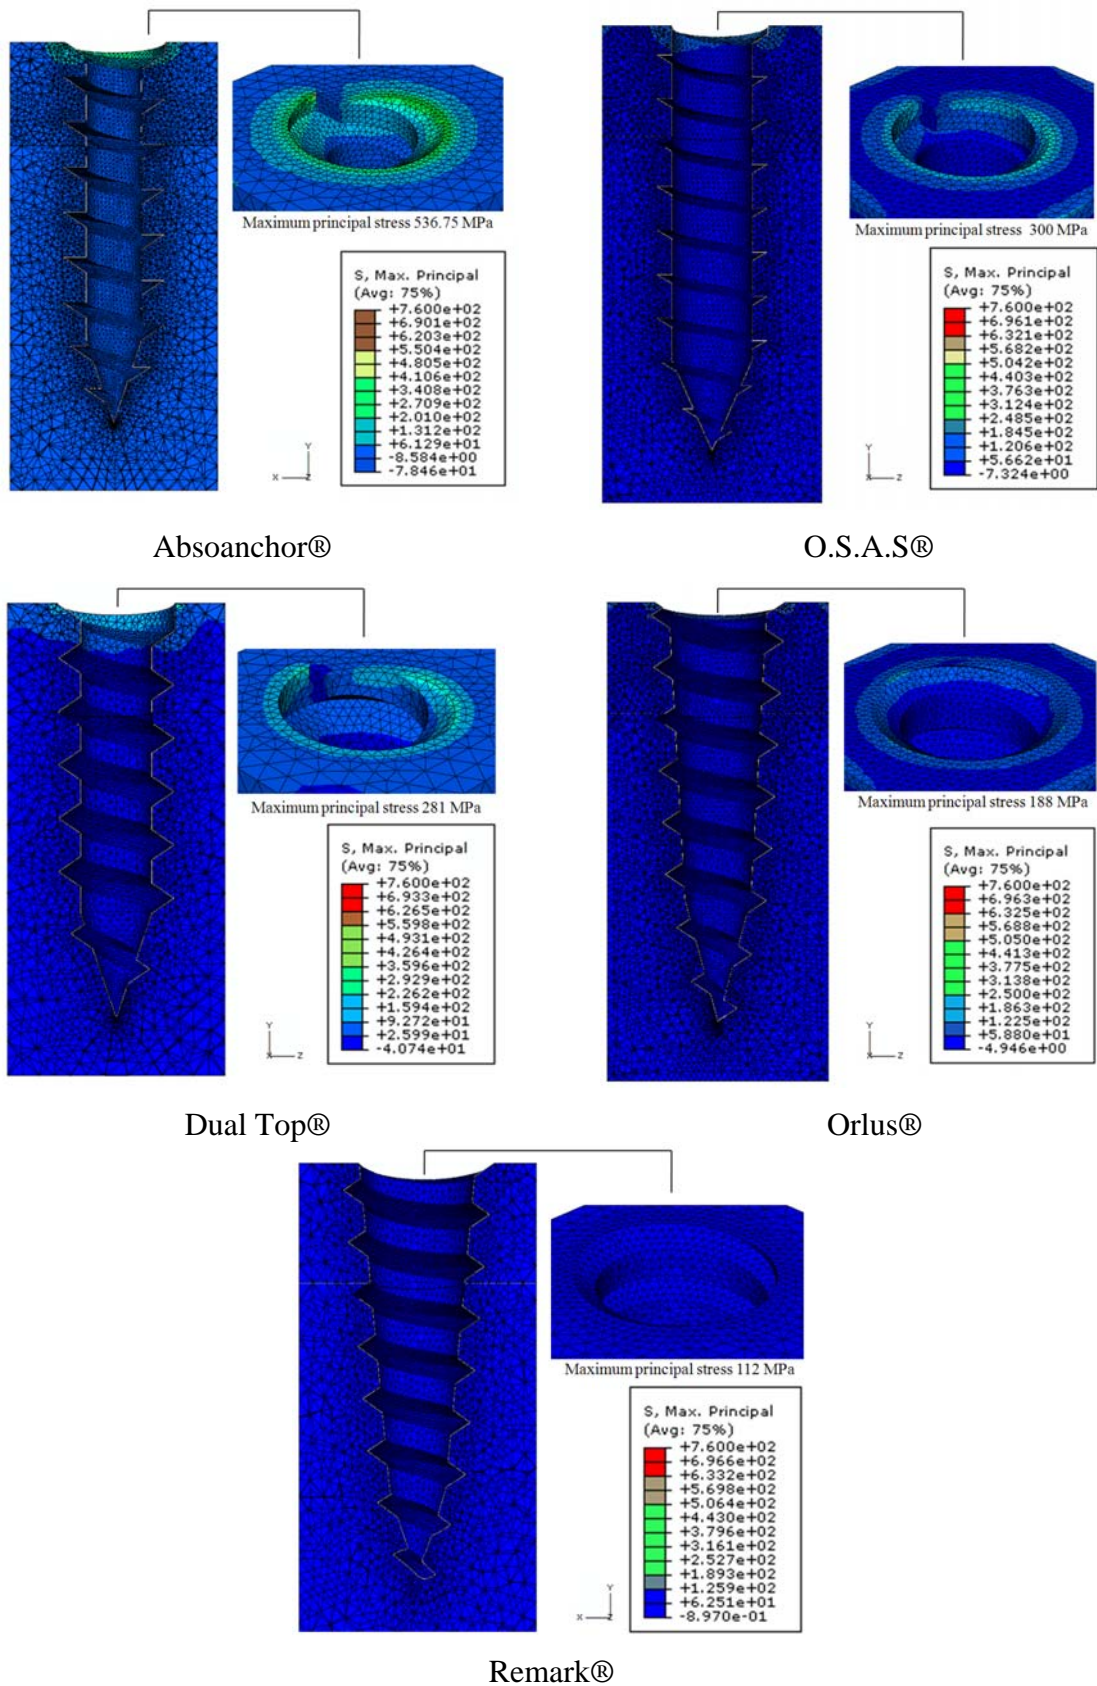 Maximum principal stress 536.75 MPa
S, Max. Principal
(Avg: 75%)
+7.600e+02
+6.901e+02
+6.203e+02
+5.504e+02
+4.805e+02
+4.106e+02
+3.408e+02
+2.709e+02
+2.010e+02
+1.312e+02
+6.129e+01
-8.584e+00
-7.846e+01
Y
X
Z
Absoanchor®
Maximum principal stress 300 MPa
S, Max. Principal
(Avg: 75%)
+7.600e+02
+6.961e+02
+6.321e+02
+5.682e+02
+5.042e+02
+4.403e+02
+3.763e+02
+3.124e+02
+2.485e+02
+1.845e+02
+1.206e+02
+5.662e+01
-7.324e+00
Y
X
Z
O.S.A.S®
Maximum principal stress 281 MPa
S, Max. Principal
(Avg: 75%)
+7.600e+02
+6.933e+02
+6.265e+02
+5.598e+02
+4.931e+02
+4.264e+02
+3.596e+02
+2.929e+02
+2.262e+02
+1.594e+02
+9.272e+01
+2.599e+01
-4.074e+01
Y
X
Z
Dual Top®
Maximum principal stress 188 MPa
S, Max. Principal
(Avg: 75%)
+7.600e+02
+6.963e+02
+6.325e+02
+5.688e+02
+5.050e+02
+4.413e+02
+3.775e+02
+3.138e+02
+2.500e+02
+1.863e+02
+1.225e+02
+5.880e+01
-4.946e+00
Y
X
Z
Orlus®
Maximum principal stress 112 MPa
S, Max. Principal
(Avg: 75%)
+7.600e+02
+6.966e+02
+6.332e+02
+5.698e+02
+5.064e+02
+4.430e+02
+3.796e+02
+3.161e+02
+2.527e+02
+1.893e+02
+1.259e+02
+6.251e+01
-8.970e-01
Y
X
Z
Remark®